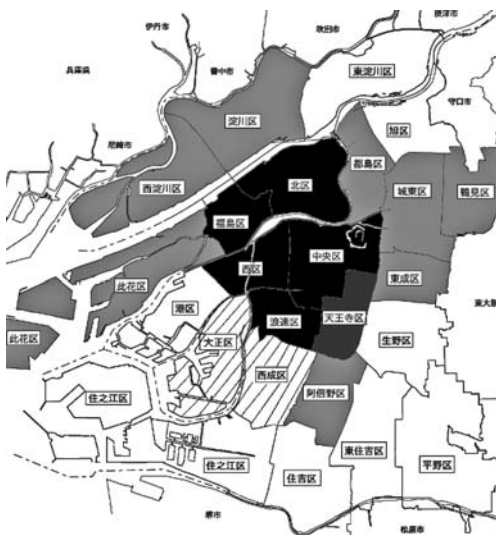 摂津市
伊丹市
吹田市
兵庫県
豊中市
東淀川区
守口市
淀川区
旭区
尼崎市
都島区
西淀川区
北区
城東区
鶴見区
福島区
中央区
西区
東成区
此花区
港区
浪速区
天王寺区
東大阪
此花区
大正区
生野区
西成区
住之江区
阿倍野区
東住吉区
平野区
住之江区
住吉区
堺市
松原市